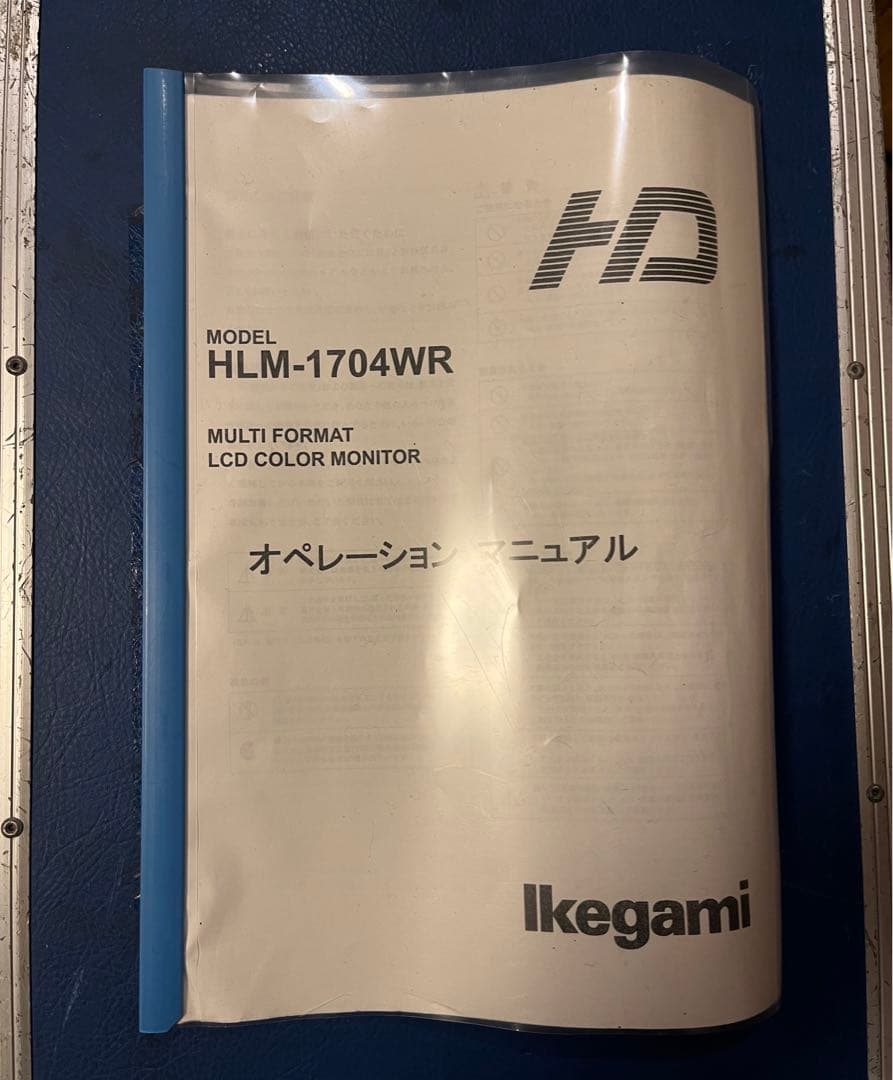 HD
MODEL
HLM-1704WR
MULTI FORMAT
LCD COLOR MONITOR
オペレーション マニュアル
Ikegami